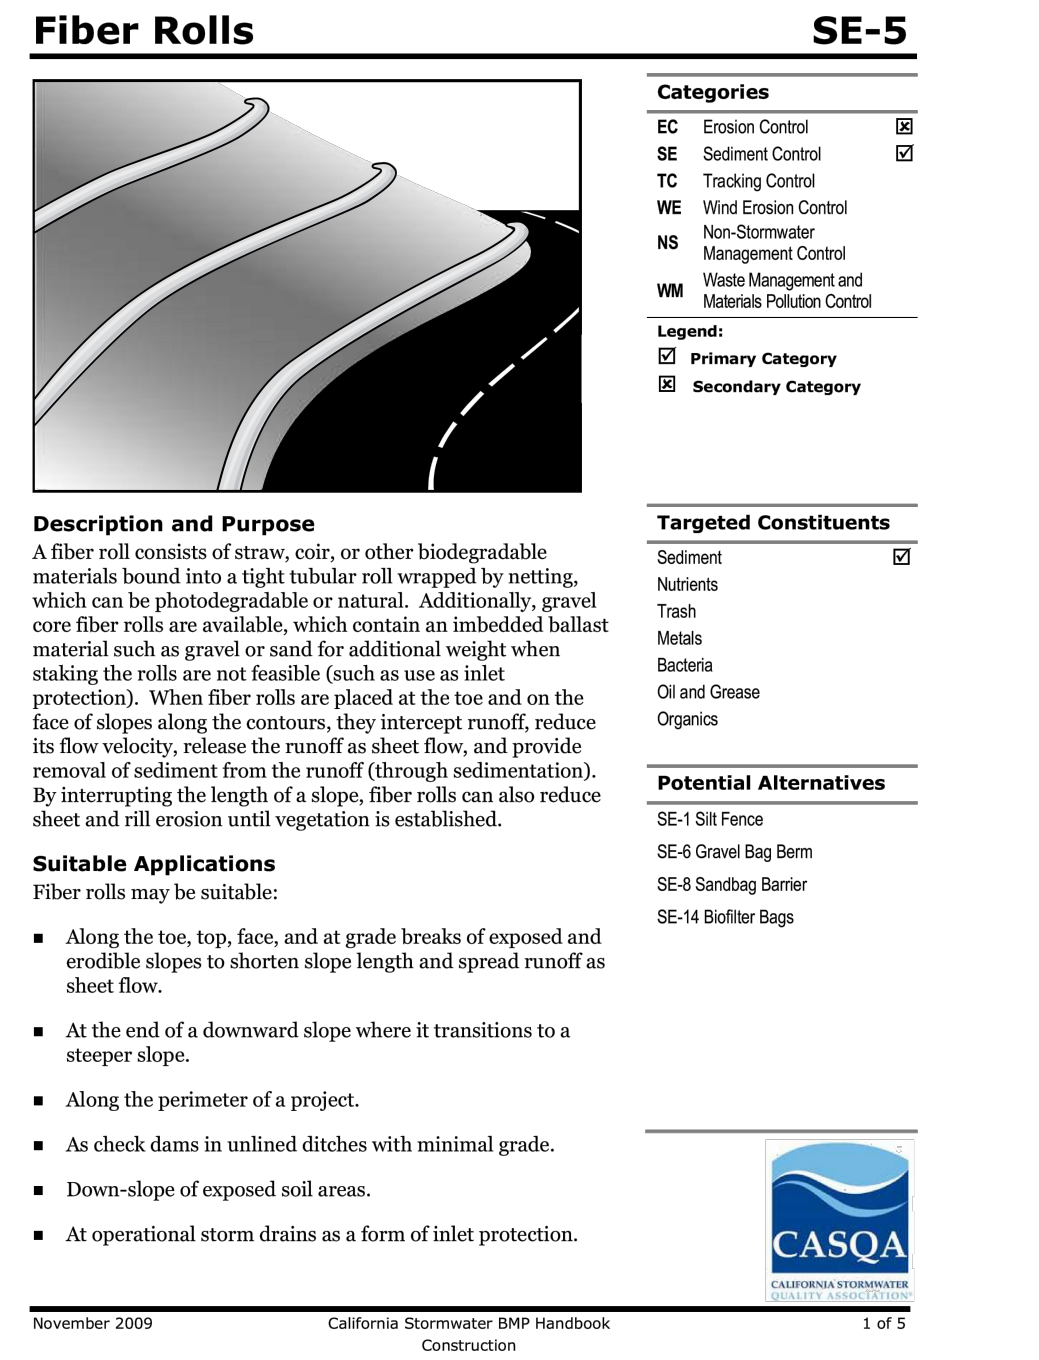 Fiber Rolls SE-5
Categories
EC Erosion Control ☒
SE Sediment Control ☑
TC Tracking Control
WE Wind Erosion Control
NS Non-Stormwater
Management Control
WM Waste Management and
Materials Pollution Control
Legend:
☑ Primary Category
☒ Secondary Category
Description and Purpose
A fiber roll consists of straw, coir, or other biodegradable
materials bound into a tight tubular roll wrapped by netting,
which can be photodegradable or natural.  Additionally, gravel
core fiber rolls are available, which contain an imbedded ballast
material such as gravel or sand for additional weight when
staking the rolls are not feasible (such as use as inlet
protection).  When fiber rolls are placed at the toe and on the
face of slopes along the contours, they intercept runoff, reduce
its flow velocity, release the runoff as sheet flow, and provide
removal of sediment from the runoff (through sedimentation).
By interrupting the length of a slope, fiber rolls can also reduce
sheet and rill erosion until vegetation is established.
Suitable Applications
Fiber rolls may be suitable:
■ Along the toe, top, face, and at grade breaks of exposed and
erodible slopes to shorten slope length and spread runoff as
sheet flow.
■ At the end of a downward slope where it transitions to a
steeper slope.
■ Along the perimeter of a project.
■ As check dams in unlined ditches with minimal grade.
■ Down-slope of exposed soil areas.
■ At operational storm drains as a form of inlet protection.
Targeted Constituents
Sediment ☑
Nutrients
Trash
Metals
Bacteria
Oil and Grease
Organics
Potential Alternatives
SE-1 Silt Fence
SE-6 Gravel Bag Berm
SE-8 Sandbag Barrier
SE-14 Biofilter Bags
CASQA
CALIFORNIA STORMWATER
QUALITY ASSOCIATION®
November 2009 California Stormwater BMP Handbook 1 of 5
Construction